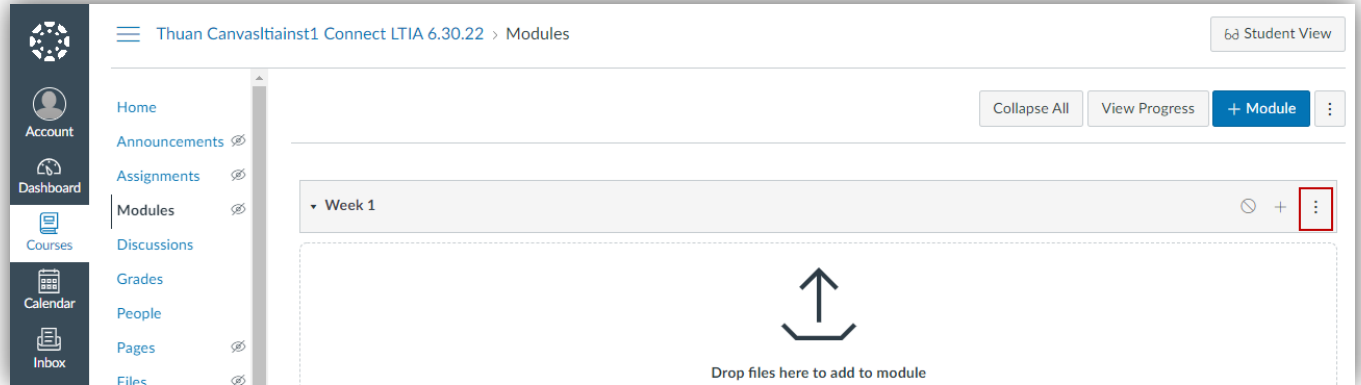 Thuan CanvasItiainst1 Connect LTIA 6.30.22 > Modules
Student View
Account
Dashboard
Courses
Calendar
Inbox
Home
Announcements
Assignments
Modules
Discussions
Grades
People
Pages
Files
Collapse All
View Progress
+ Module
Week 1
Drop files here to add to module